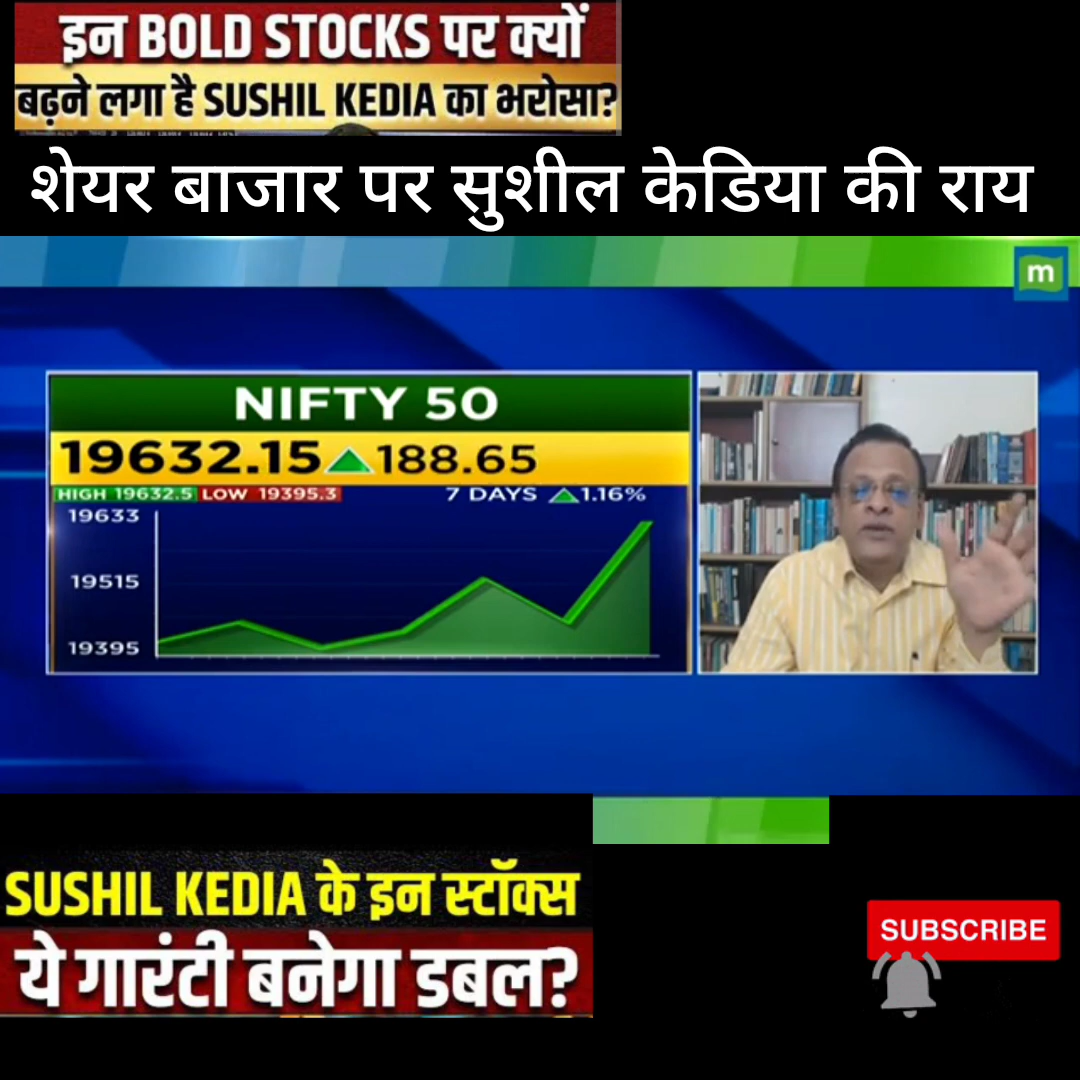 इन BOLD STOCKS पर क्यों
बढ़ने लगा है SUSHIL KEDIA का भरोसा?
शेयर बाजार पर सुशील केडिया की राय
m
NIFTY 50
19632.15 188.65
HIGH 19632.5 LOW 19395.3 7 DAYS 1.16%
19633
19515
19395
SUSHIL KEDIA के इन स्टॉक्स
ये गारंटी बनेगा डबल?
SUBSCRIBE